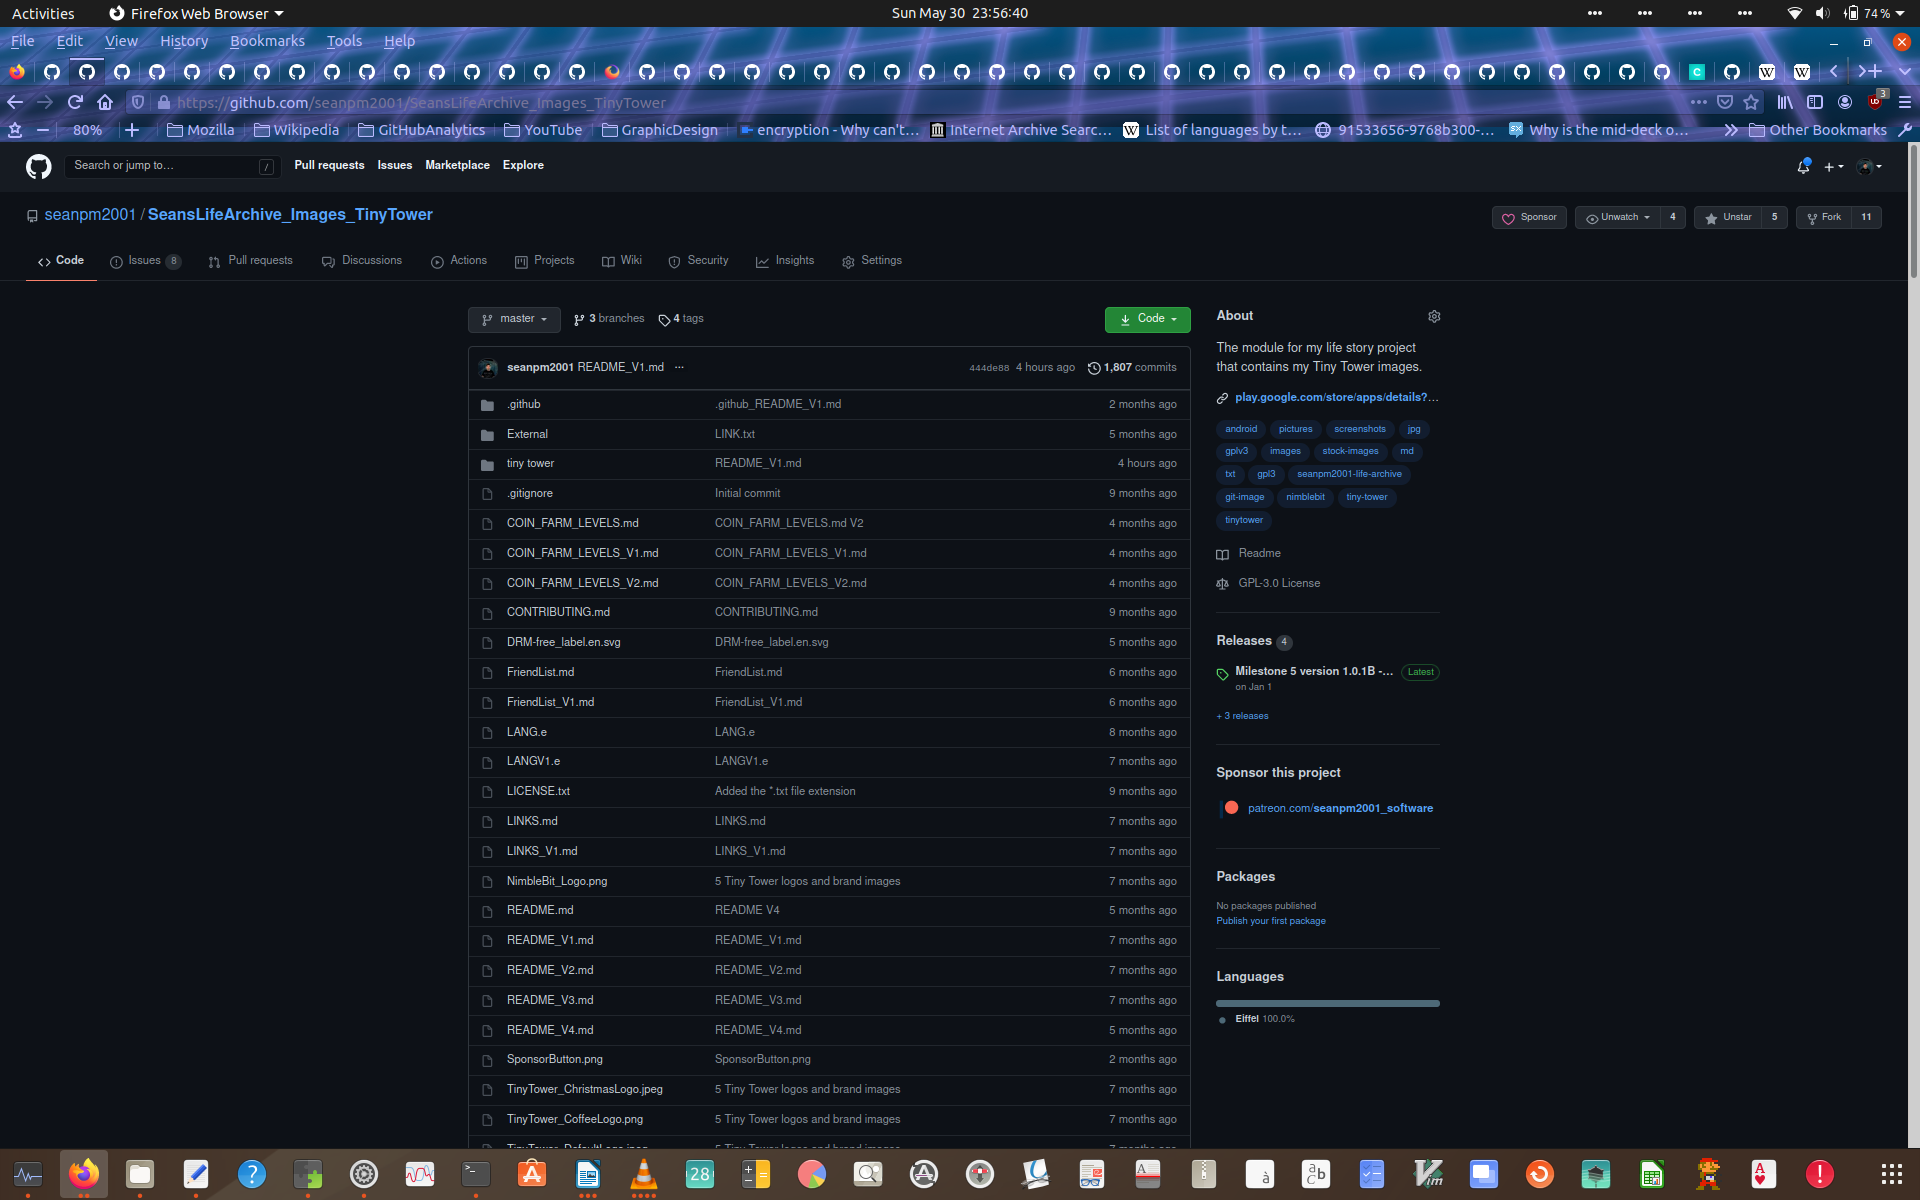 Activities Firefox Web Browser Sun May 30 23:56:40 74 %
File Edit View History Bookmarks Tools Help
https://github.com/seanpm2001/SeansLifeArchive_Images_TinyTower 3
80% Mozilla Wikipedia GitHubAnalytics YouTube GraphicDesign encryption - Why can't… Internet Archive Searc… List of languages by t… 91533656-9768b300-… Why is the mid-deck o… Other Bookmarks
Search or jump to… / Pull requests Issues Marketplace Explore
seanpm2001 / SeansLifeArchive_Images_TinyTower Sponsor Unwatch 4 Unstar 5 Fork 11
Code Issues 8 Pull requests Discussions Actions Projects Wiki Security Insights Settings
master 3 branches 4 tags Code
seanpm2001 README_V1.md ... 444de88 4 hours ago 1,807 commits
.github .github_README_V1.md 2 months ago
External LINK.txt 5 months ago
tiny tower README_V1.md 4 hours ago
.gitignore Initial commit 9 months ago
COIN_FARM_LEVELS.md COIN_FARM_LEVELS.md V2 4 months ago
COIN_FARM_LEVELS_V1.md COIN_FARM_LEVELS_V1.md 4 months ago
COIN_FARM_LEVELS_V2.md COIN_FARM_LEVELS_V2.md 4 months ago
CONTRIBUTING.md CONTRIBUTING.md 9 months ago
DRM-free_label.en.svg DRM-free_label.en.svg 5 months ago
FriendList.md FriendList.md 6 months ago
FriendList_V1.md FriendList_V1.md 6 months ago
LANG.e LANG.e 8 months ago
LANGV1.e LANGV1.e 7 months ago
LICENSE.txt Added the *.txt file extension 9 months ago
LINKS.md LINKS.md 7 months ago
LINKS_V1.md LINKS_V1.md 7 months ago
NimbleBit_Logo.png 5 Tiny Tower logos and brand images 7 months ago
README.md README V4 5 months ago
README_V1.md README_V1.md 7 months ago
README_V2.md README_V2.md 7 months ago
README_V3.md README_V3.md 7 months ago
README_V4.md README_V4.md 5 months ago
SponsorButton.png SponsorButton.png 2 months ago
TinyTower_ChristmasLogo.jpeg 5 Tiny Tower logos and brand images 7 months ago
TinyTower_CoffeeLogo.png 5 Tiny Tower logos and brand images 7 months ago
About
The module for my life story project
that contains my Tiny Tower images.
play.google.com/store/apps/details?…
android pictures screenshots jpg
gplv3 images stock-images md
txt gpl3 seanpm2001-life-archive
git-image nimblebit tiny-tower
tinytower
Readme
GPL-3.0 License
Releases 4
Milestone 5 version 1.0.1B -… Latest
on Jan 1
+ 3 releases
Sponsor this project
patreon.com/seanpm2001_software
Packages
No packages published
Publish your first package
Languages
Eiffel 100.0%
28